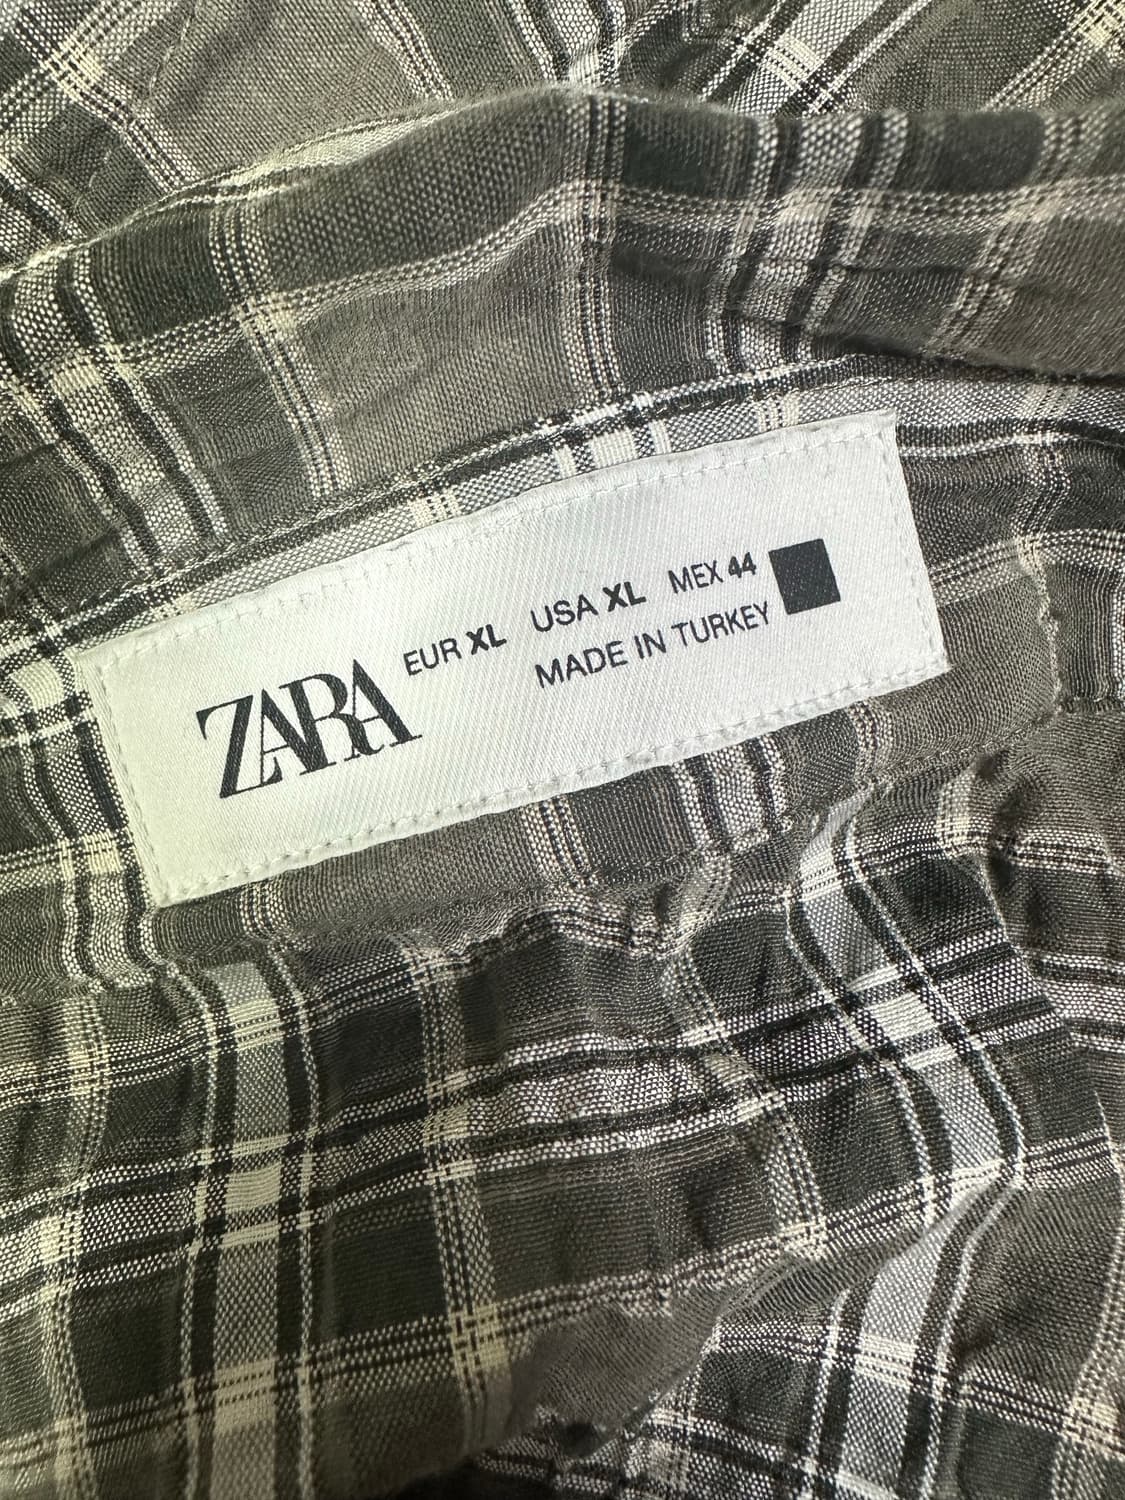 ZARA
EUR XL USA XL MEX 44
MADE IN TURKEY